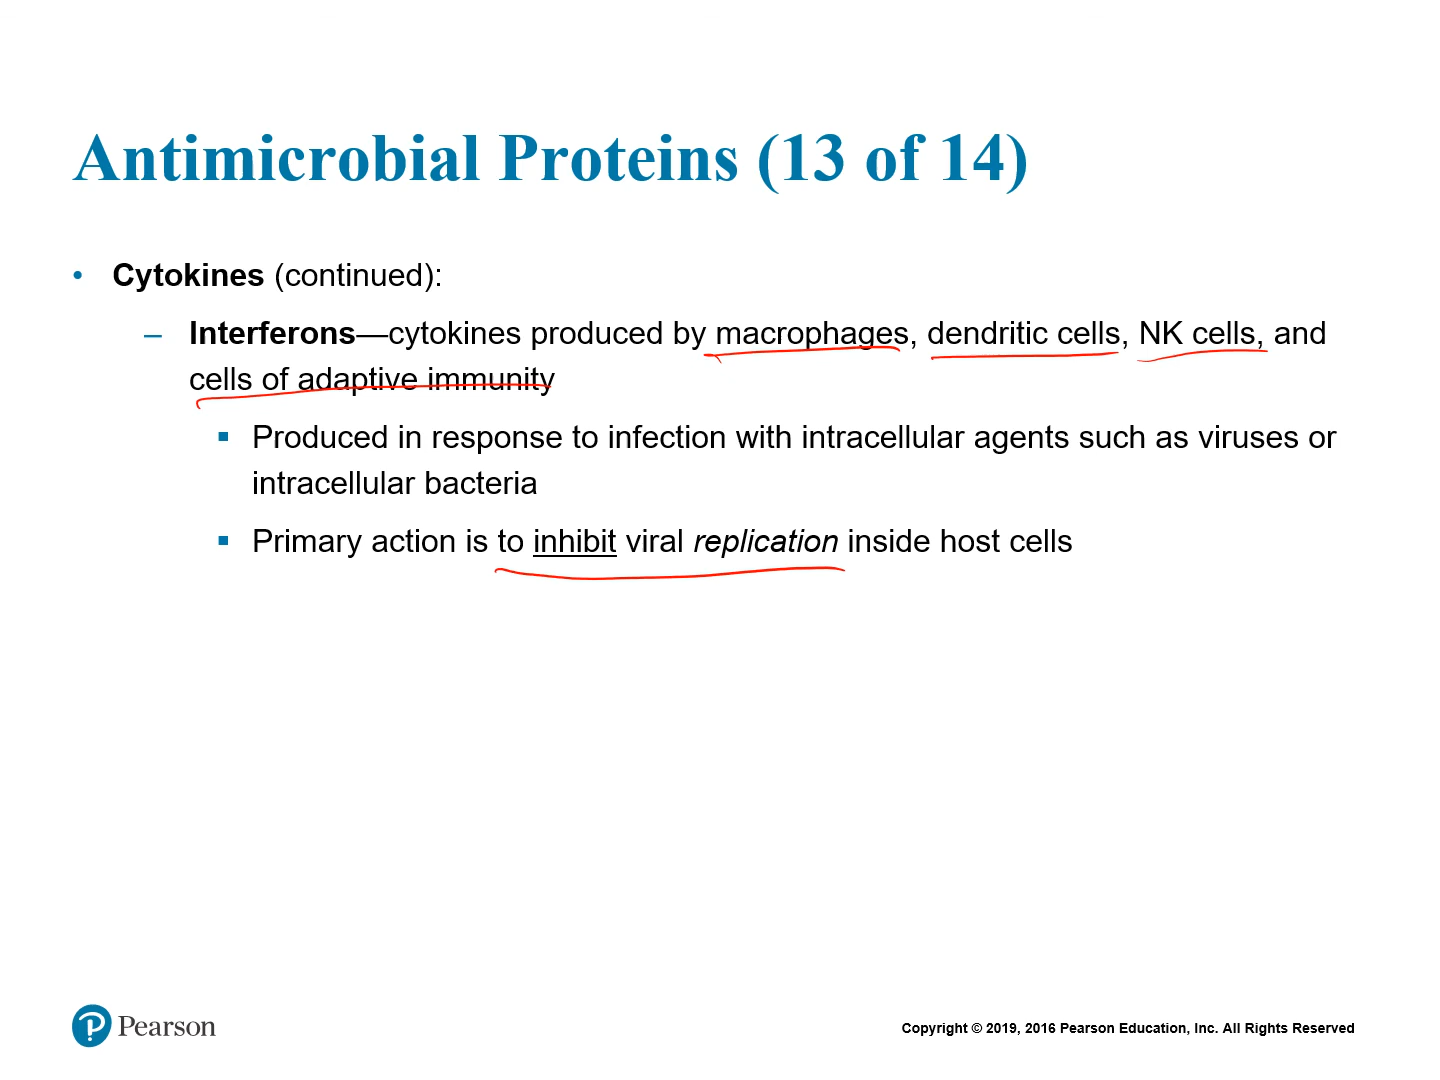 Antimicrobial Proteins (13 of 14)
• Cytokines (continued):
– Interferons—cytokines produced by macrophages, dendritic cells, NK cells, and
cells of adaptive immunity
▪ Produced in response to infection with intracellular agents such as viruses or
intracellular bacteria
▪ Primary action is to inhibit viral replication inside host cells
Pearson
Copyright © 2019, 2016 Pearson Education, Inc. All Rights Reserved